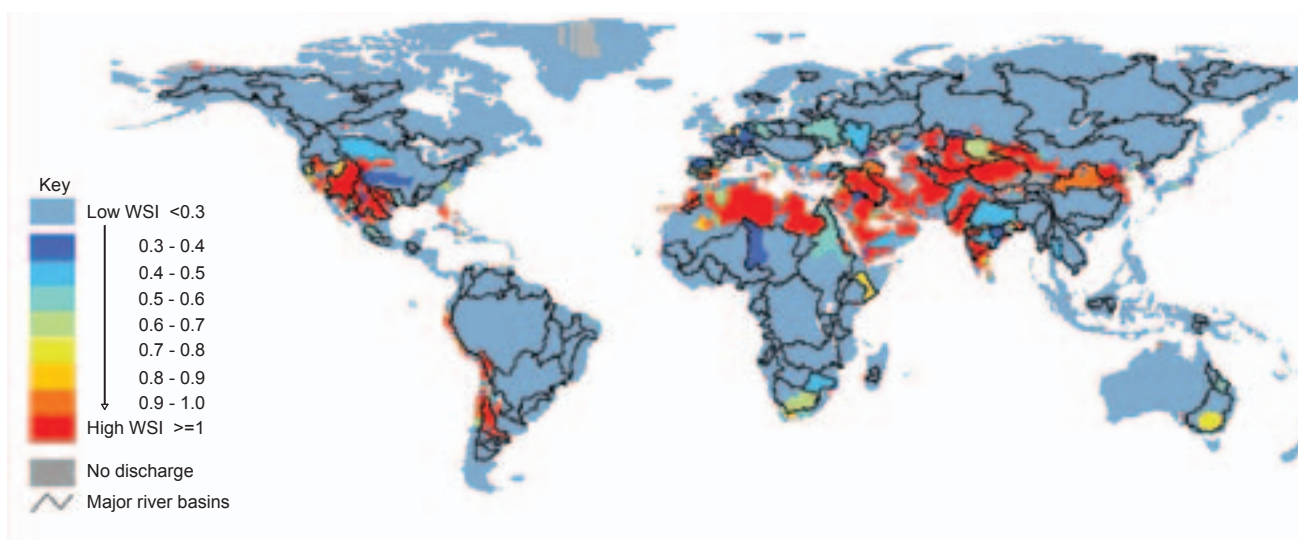 Key
Low WSI <0.3
0.3 - 0.4
0.4 - 0.5
0.5 - 0.6
0.6 - 0.7
0.7 - 0.8
0.8 - 0.9
0.9 - 1.0
High WSI >=1
No discharge
Major river basins